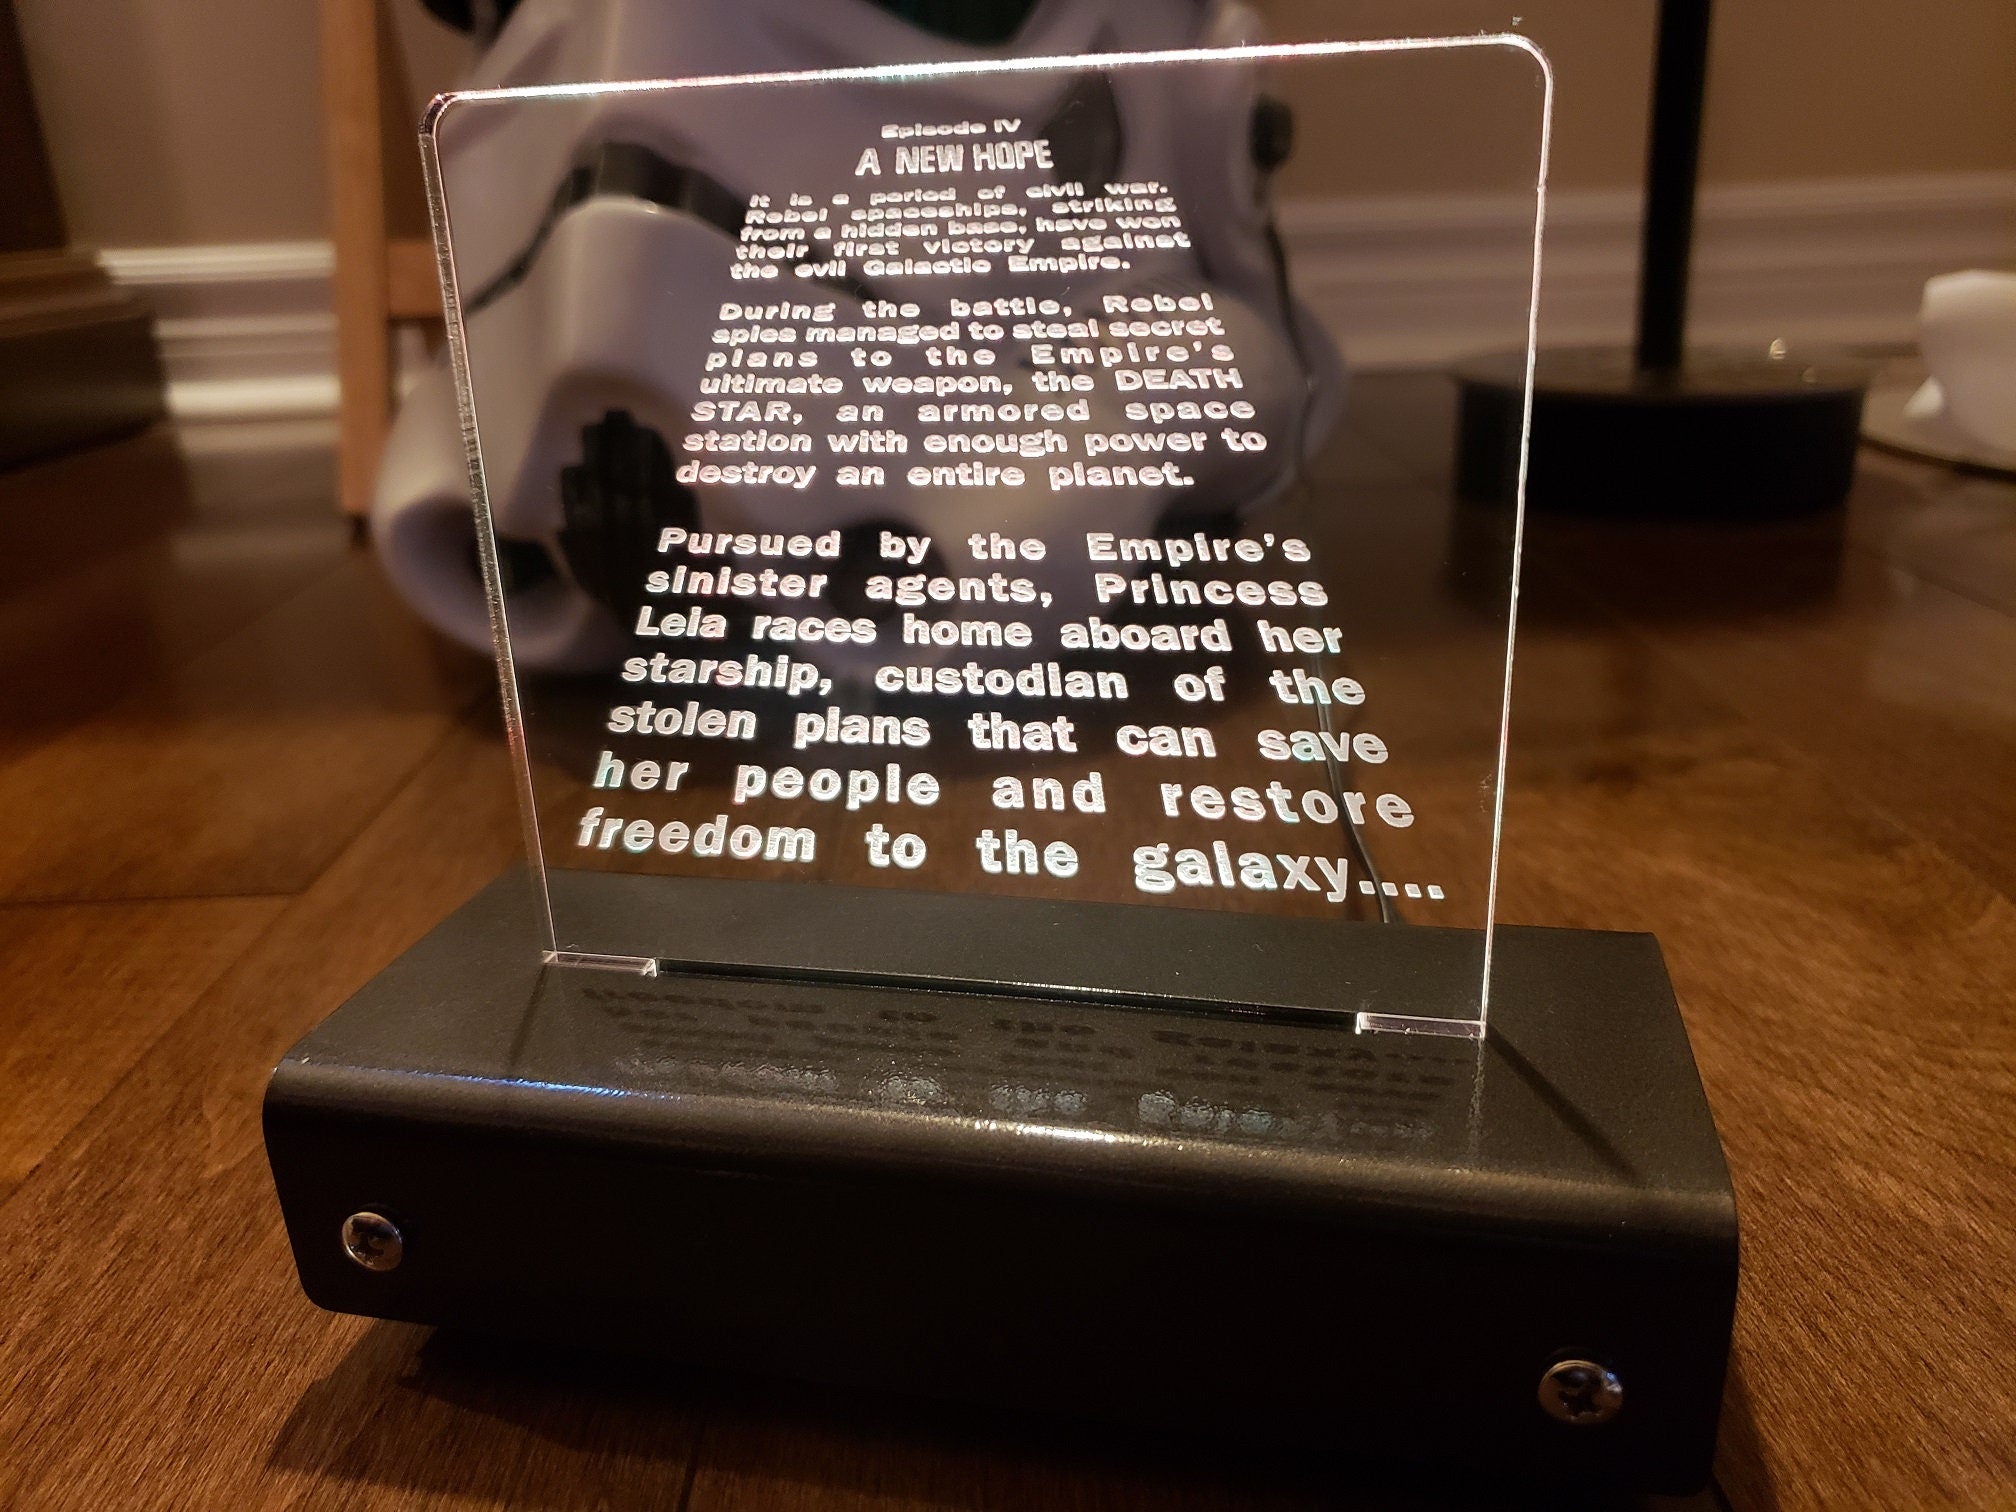 Episode IV
A NEW HOPE
It is a period of civil war.
Rebel spaceships, striking
from a hidden base, have won
their first victory against
the evil Galactic Empire.
During the battle, Rebel
spies managed to steal secret
plans to the Empire's
ultimate weapon, the DEATH
STAR, an armored space
station with enough power to
destroy an entire planet.
Pursued by the Empire's
sinister agents, Princess
Leia races home aboard her
starship, custodian of the
stolen plans that can save
her people and restore
freedom to the galaxy....